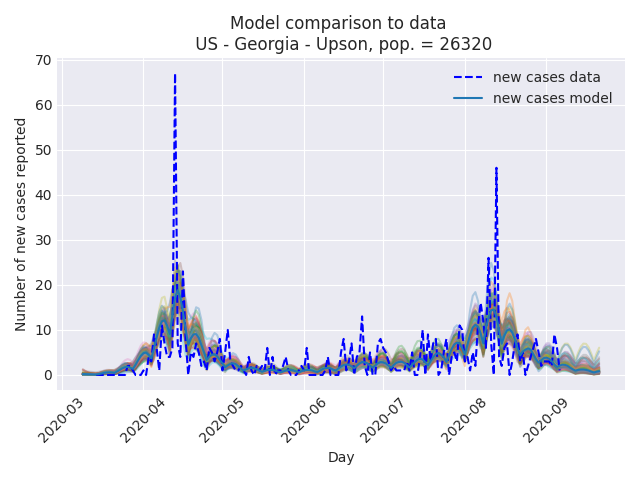 Model comparison to data
US - Georgia - Upson, pop. = 26320
new cases data
new cases model
Number of new cases reported
70
60
50
40
30
20
10
0
2020-03
2020-04
2020-05
2020-06
2020-07
2020-08
2020-09
Day